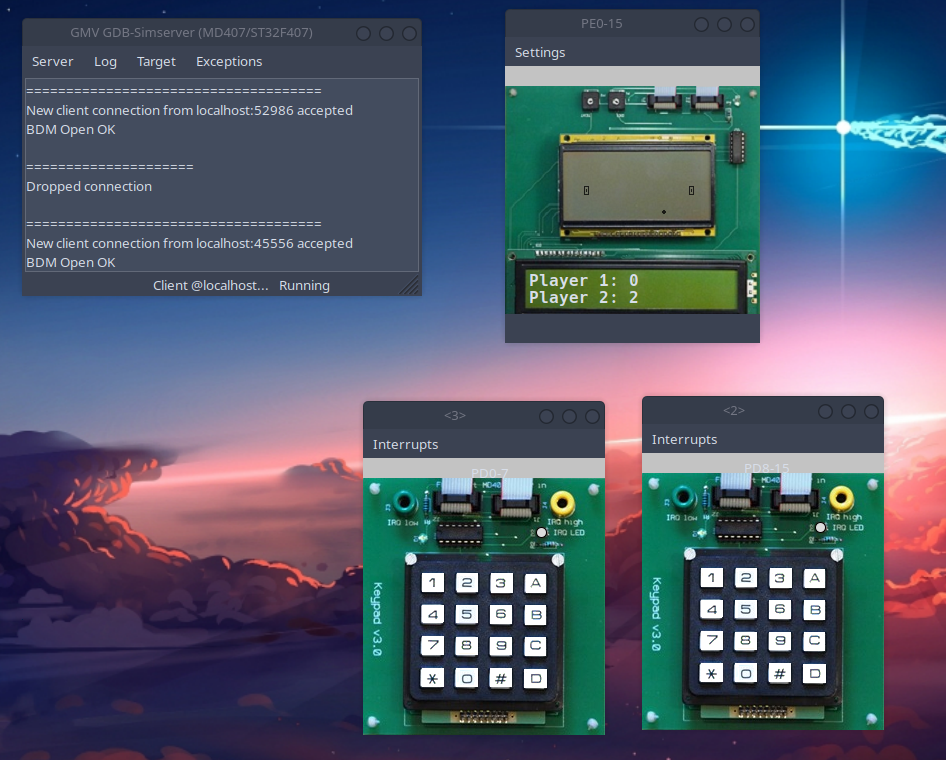 GMV GDB-Simserver (MD407/ST32F407)
Server Log Target Exceptions
=====================================
New client connection from localhost:52986 accepted
BDM Open OK
=====================
Dropped connection
=====================================
New client connection from localhost:45556 accepted
BDM Open OK
Client @localhost... Running
PE0-15
Settings
Player 1: 0
Player 2: 2
<3>
Interrupts
PD0-7
IRQ low
IRQ high
IRQ LED
Keypad v3.0
1 2 3 A
4 5 6 B
7 8 9 C
* 0 # D
<2>
Interrupts
PD8-15
IRQ low
IRQ high
IRQ LED
Keypad v3.0
1 2 3 A
4 5 6 B
7 8 9 C
* 0 # D